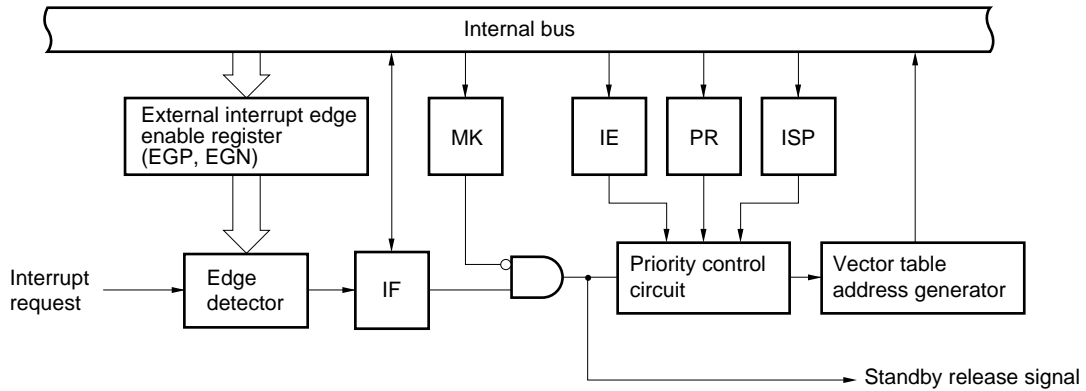 Internal bus
External interrupt edge
enable register
(EGP, EGN)
MK
IE
PR
ISP
Interrupt
request
Edge
detector
IF
Priority control
circuit
Vector table
address generator
Standby release signal